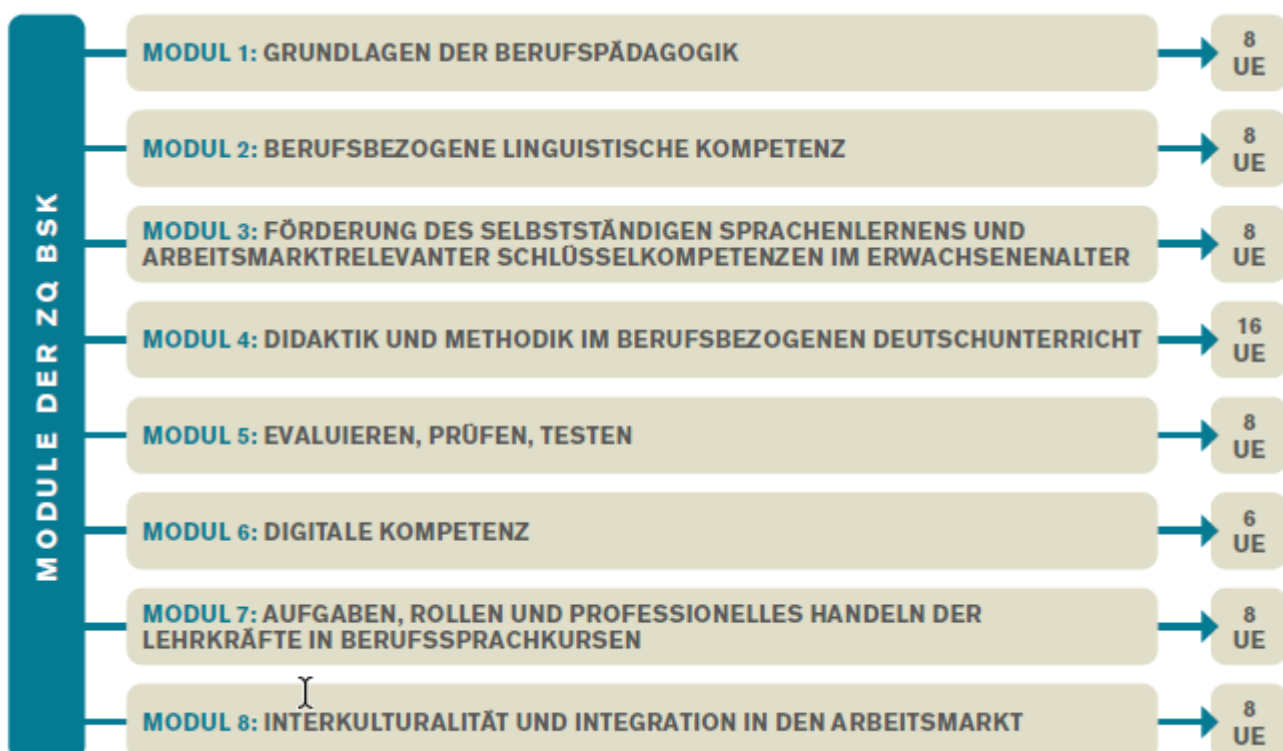 MODULE DER ZQ BSK
MODUL 1: GRUNDLAGEN DER BERUFSPÄDAGOGIK
8
UE
MODUL 2: BERUFSBEZOGENE LINGUISTISCHE KOMPETENZ
8
UE
MODUL 3: FÖRDERUNG DES SELBSTSTÄNDIGEN SPRACHENLERNENS UND
ARBEITSMARKTRELEVANTER SCHLÜSSELKOMPETENZEN IM ERWACHSENENALTER
8
UE
MODUL 4: DIDAKTIK UND METHODIK IM BERUFSBEZOGENEN DEUTSCHUNTERRICHT
16
UE
MODUL 5: EVALUIEREN, PRÜFEN, TESTEN
8
UE
MODUL 6: DIGITALE KOMPETENZ
6
UE
MODUL 7: AUFGABEN, ROLLEN UND PROFESSIONELLES HANDELN DER
LEHRKRÄFTE IN BERUFSSPRACHKURSEN
8
UE
MODUL 8: INTERKULTURALITÄT UND INTEGRATION IN DEN ARBEITSMARKT
8
UE